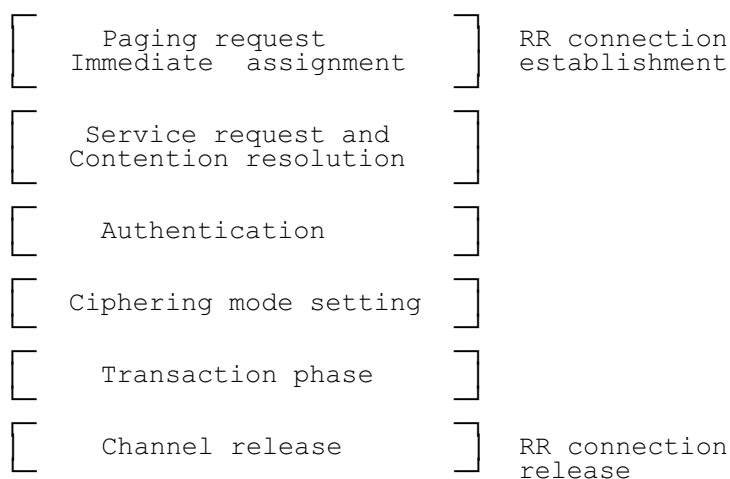 Paging request RR connection
Immediate assignment establishment
Service request and
Contention resolution
Authentication
Ciphering mode setting
Transaction phase
Channel release RR connection
release